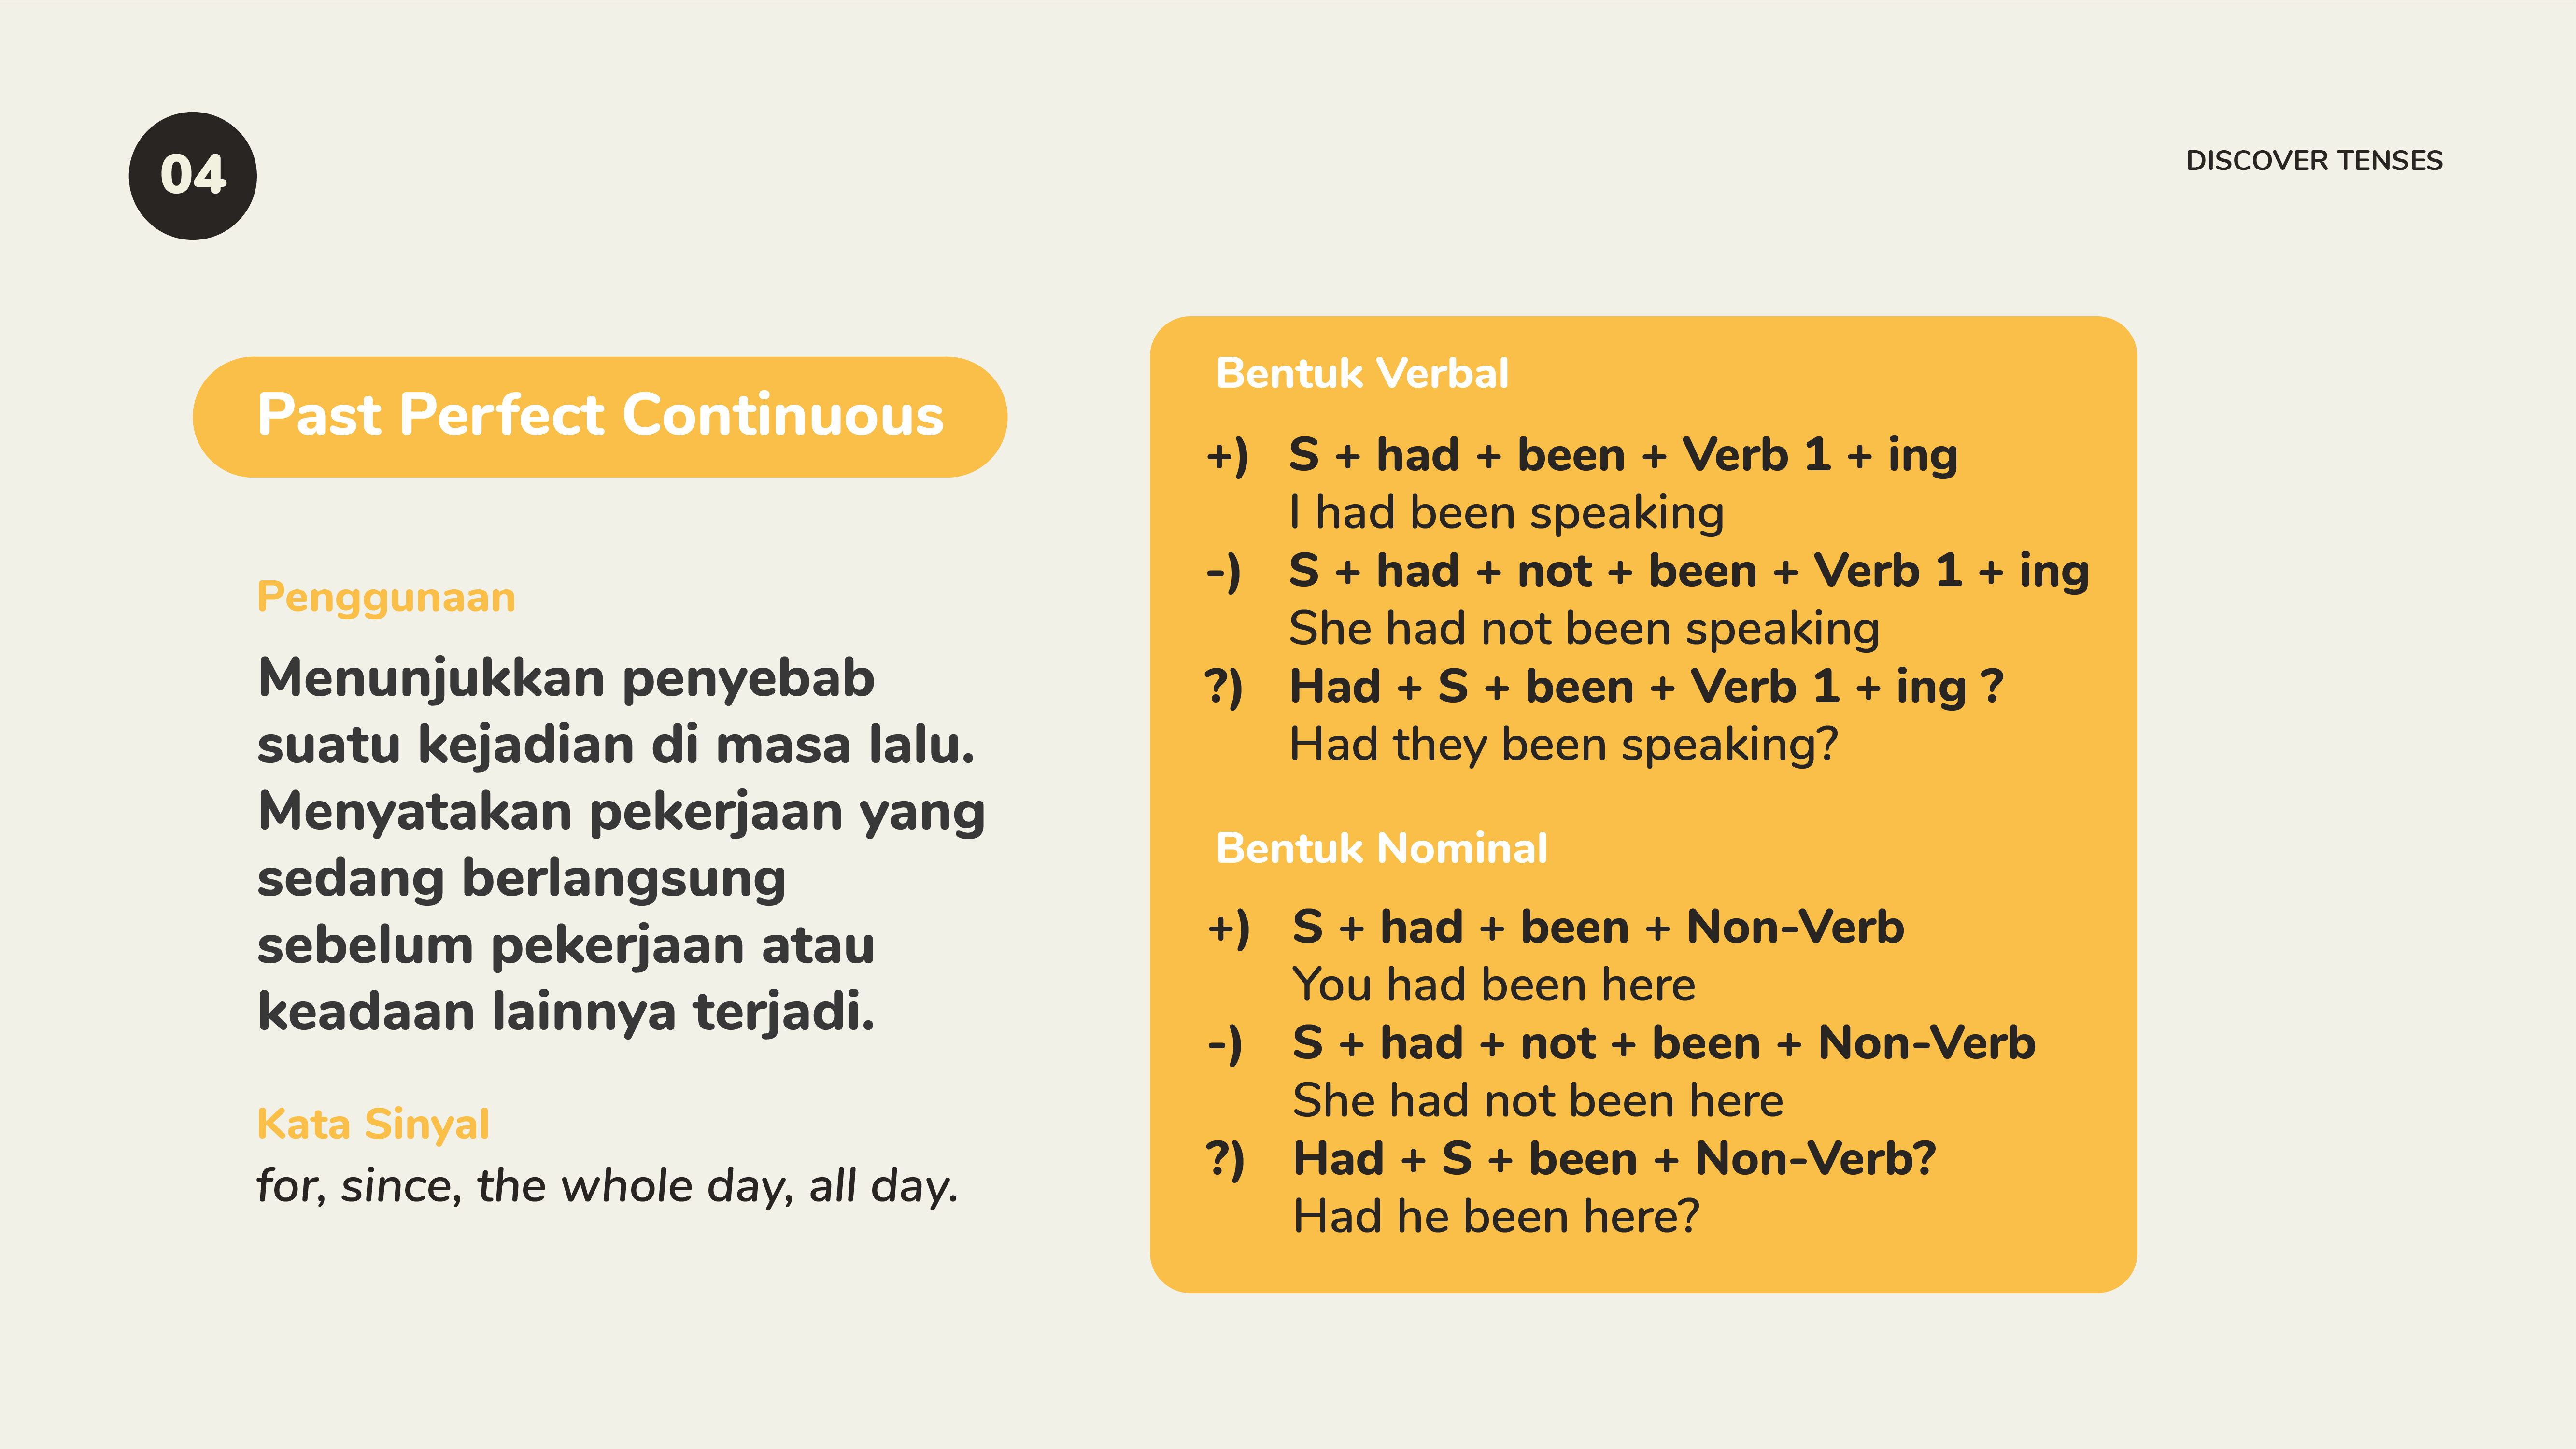 04
DISCOVER TENSES
Past Perfect Continuous
Penggunaan
Menunjukkan penyebab
suatu kejadian di masa lalu.
Menyatakan pekerjaan yang
sedang berlangsung
sebelum pekerjaan atau
keadaan lainnya terjadi.
Kata Sinyal
for, since, the whole day, all day.
Bentuk Verbal
+) S + had + been + Verb 1 + ing
I had been speaking
-) S + had + not + been + Verb 1 + ing
She had not been speaking
?) Had + S + been + Verb 1 + ing ?
Had they been speaking?
Bentuk Nominal
+) S + had + been + Non-Verb
You had been here
-) S + had + not + been + Non-Verb
She had not been here
?) Had + S + been + Non-Verb?
Had he been here?